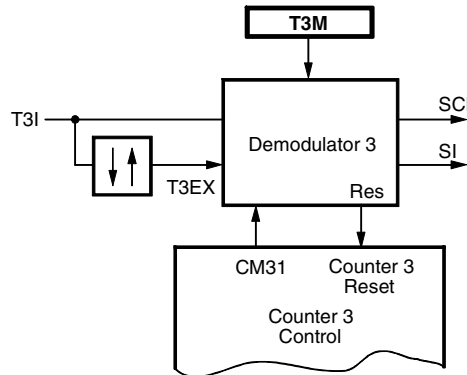 T3M
T3I
SCI
Demodulator 3
SI
T3EX
Res
CM31
Counter 3
Reset
Counter 3
Control